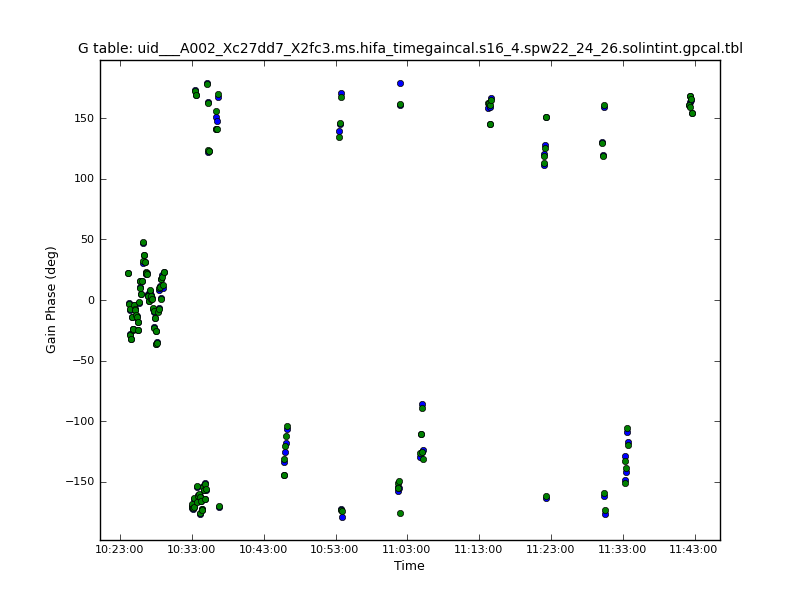 G table: uid___A002_Xc27dd7_X2fc3.ms.hifa_timegaincal.s16_4.spw22_24_26.solintint.gpcal.tbl
150
100
50
0
−50
−100
−150
Gain Phase (deg)
10:23:00 10:33:00 10:43:00 10:53:00 11:03:00 11:13:00 11:23:00 11:33:00 11:43:00
Time